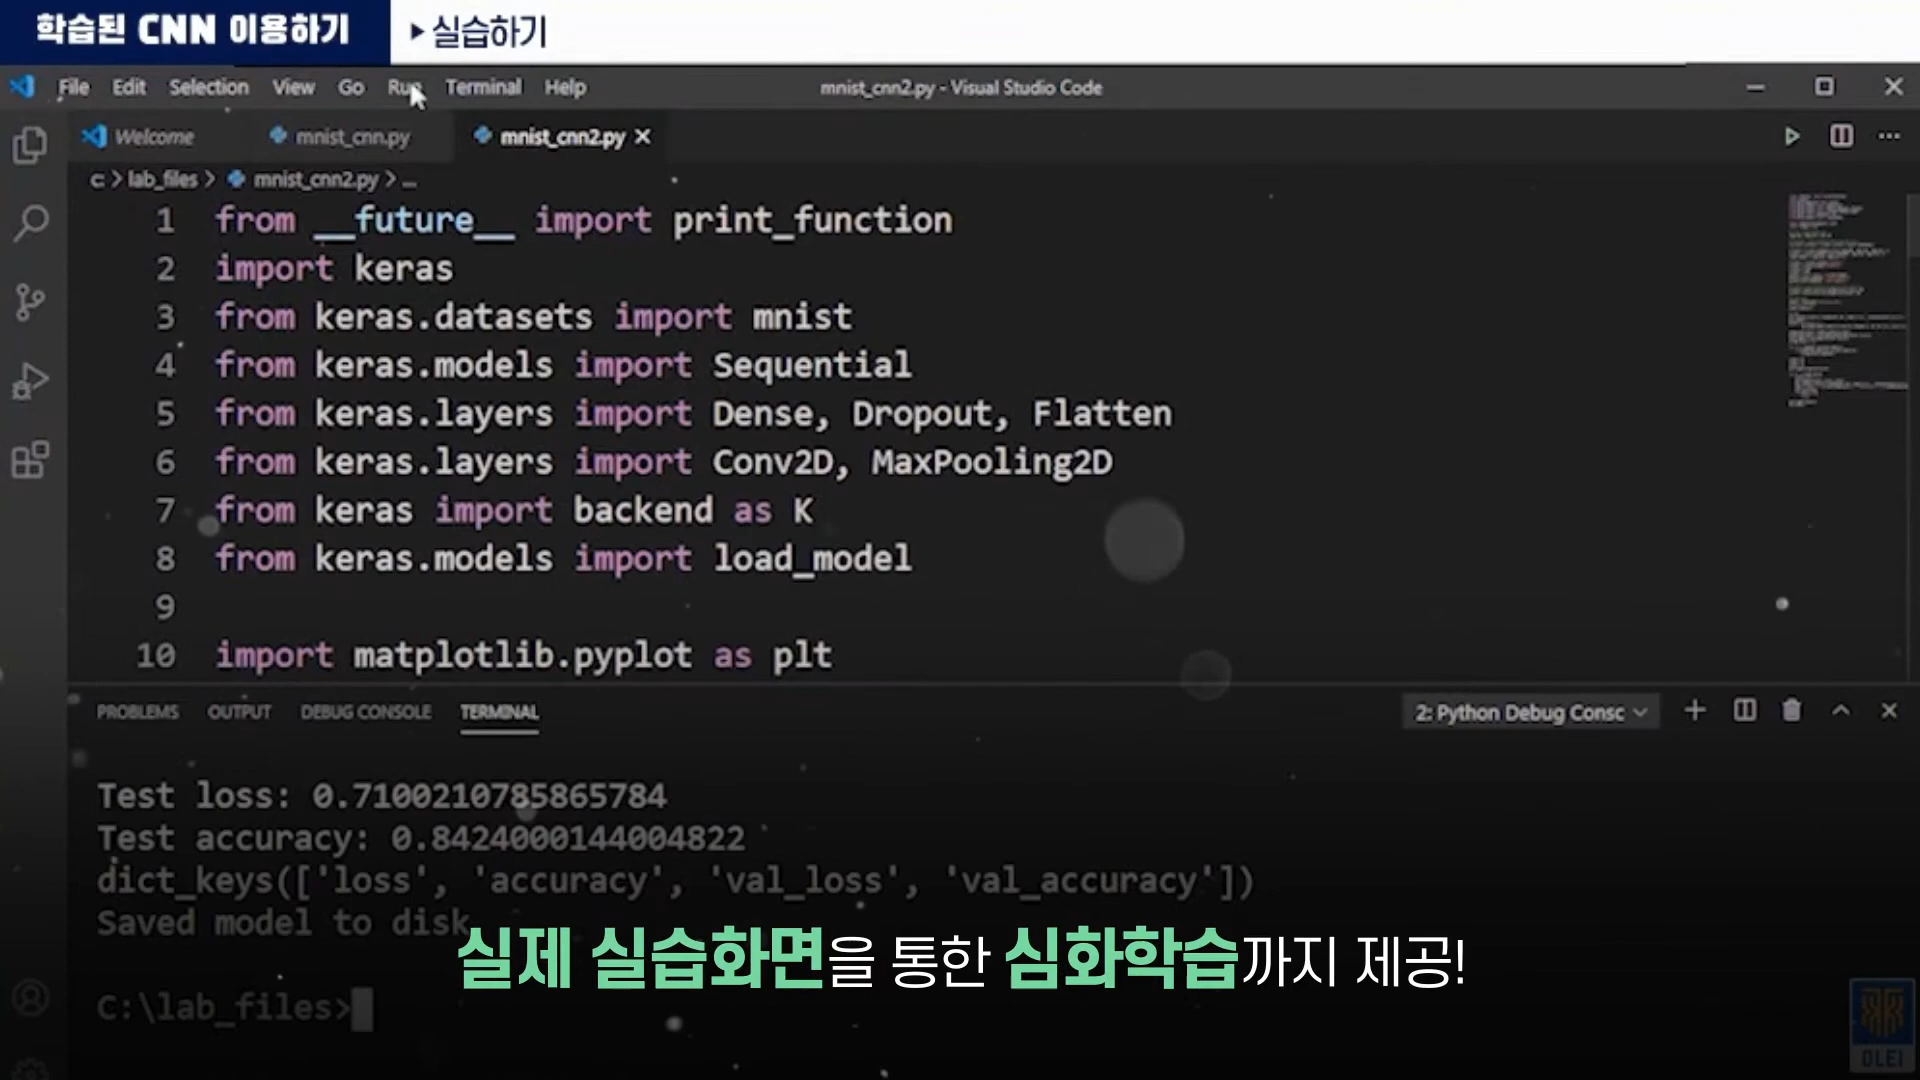 학습된 CNN 이용하기
▶실습하기
File Edit Selection View Go Run Terminal Help
mnist_cnn2.py - Visual Studio Code
Welcome
mnist_cnn.py
mnist_cnn2.py
c > lab_files > mnist_cnn2.py > ...
1 from __future__ import print_function
2 import keras
3 from keras.datasets import mnist
4 from keras.models import Sequential
5 from keras.layers import Dense, Dropout, Flatten
6 from keras.layers import Conv2D, MaxPooling2D
7 from keras import backend as K
8 from keras.models import load_model
9
10 import matplotlib.pyplot as plt
PROBLEMS OUTPUT DEBUG CONSOLE TERMINAL
2: Python Debug Consc
Test loss: 0.7100210785865784
Test accuracy: 0.8424000144004822
dict_keys(['loss', 'accuracy', 'val_loss', 'val_accuracy'])
Saved model to disk
실제 실습화면을 통한 심화학습까지 제공!
C:\lab_files>
OLEI